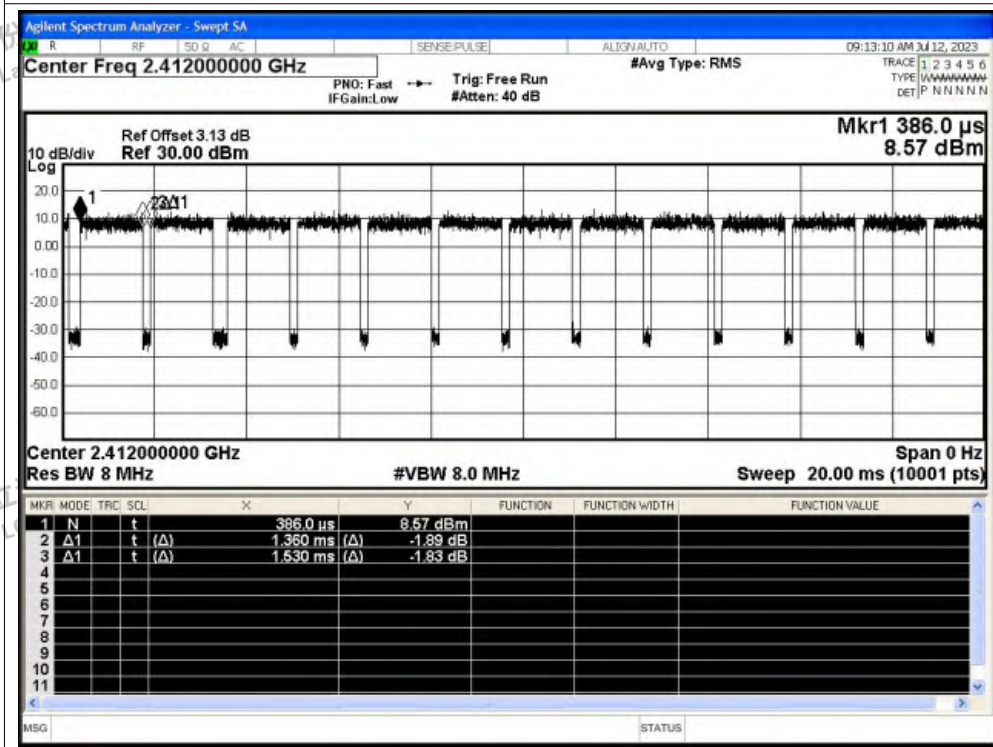 Agilent Spectrum Analyzer - Swept SA
R RF 50 Ω AC SENSE:PULSE ALIGN AUTO 09:13:10 AM Jul 12, 2023
Center Freq 2.412000000 GHz #Avg Type: RMS TRACE 1 2 3 4 5 6
PNO: Fast Trig: Free Run TYPE WWWWWW
IFGain:Low #Atten: 40 dB DET P N N N N N
Mkr1 386.0 µs
Ref Offset 3.13 dB
10 dB/div Ref 30.00 dBm 8.57 dBm
Log
20.0
1
10.0
0.00
-10.0
-20.0
-30.0
-40.0
-50.0
-60.0
Center 2.412000000 GHz Span 0 Hz
Res BW 8 MHz #VBW 8.0 MHz Sweep 20.00 ms (10001 pts)
MKR MODE TRC SCL X Y FUNCTION FUNCTION WIDTH FUNCTION VALUE
1 N t 386.0 µs 8.57 dBm
2 Δ1 t (Δ) 1.360 ms (Δ) -1.89 dB
3 Δ1 t (Δ) 1.530 ms (Δ) -1.83 dB
4
5
6
7
8
9
10
11
MSG STATUS